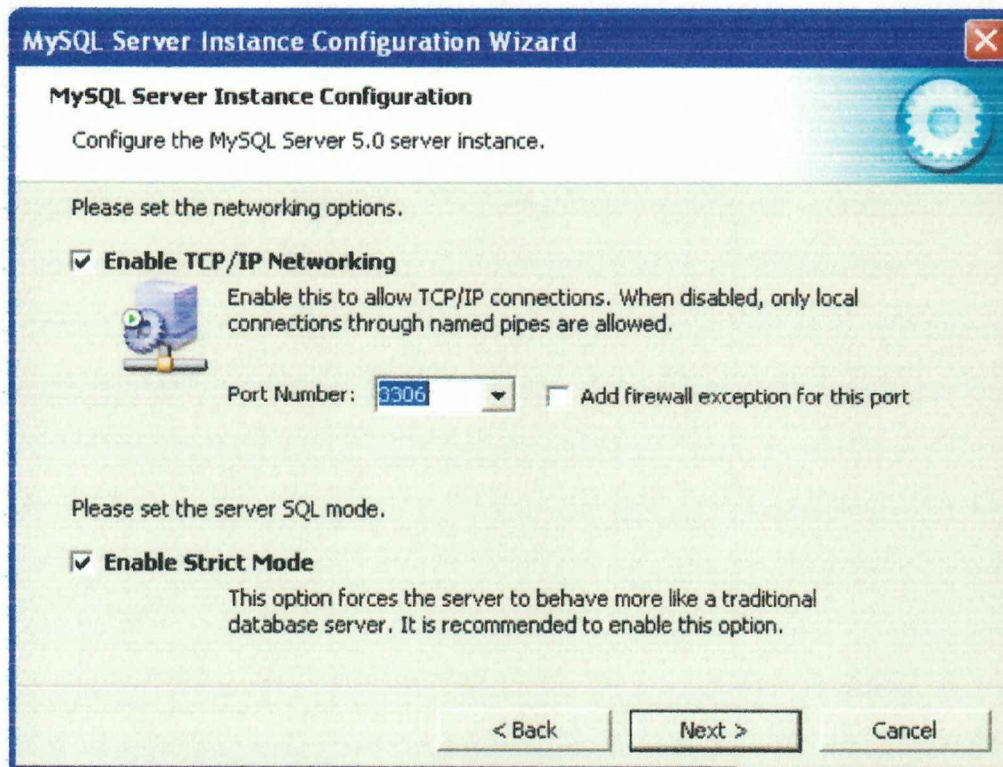 MySQL Server Instance Configuration Wizard
MySQL Server Instance Configuration
Configure the MySQL Server 5.0 server instance.
Please set the networking options.
Enable TCP/IP Networking
Enable this to allow TCP/IP connections. When disabled, only local
connections through named pipes are allowed.
Port Number: 3306 Add firewall exception for this port
Please set the server SQL mode.
Enable Strict Mode
This option forces the server to behave more like a traditional
database server. It is recommended to enable this option.
< Back Next > Cancel